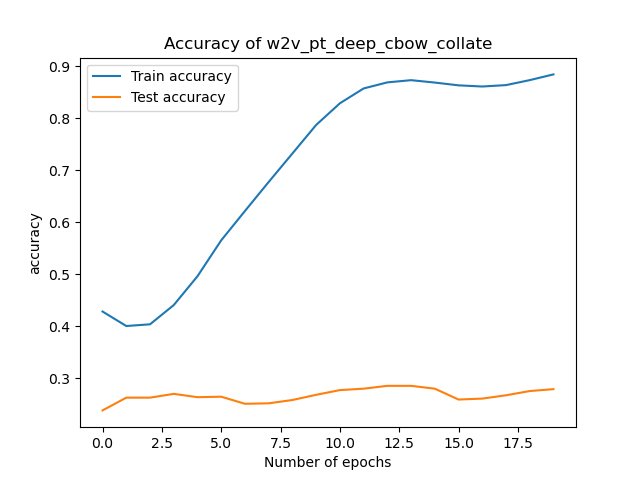 Accuracy of w2v_pt_deep_cbow_collate
Train accuracy
Test accuracy
accuracy
0.9
0.8
0.7
0.6
0.5
0.4
0.3
0.0 2.5 5.0 7.5 10.0 12.5 15.0 17.5
Number of epochs